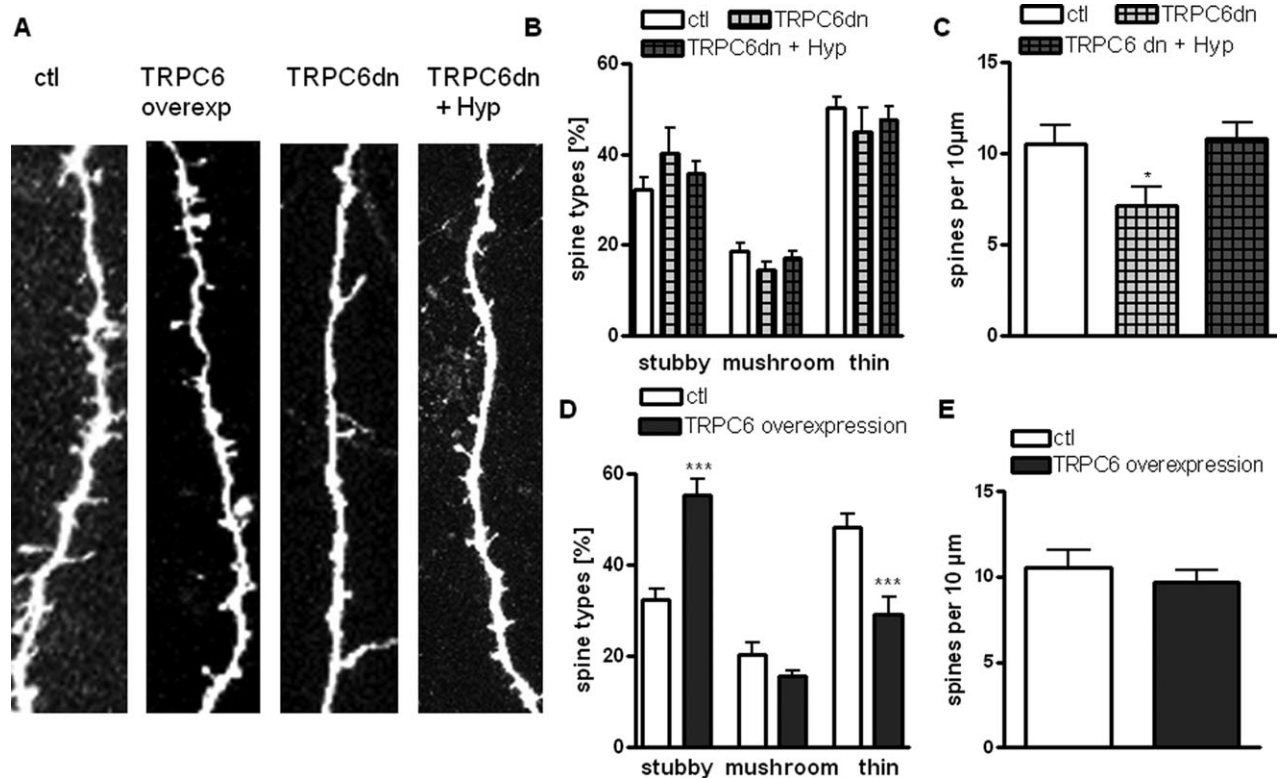 A
ctl
TRPC6
overexp
TRPC6dn
TRPC6dn
+ Hyp
B
ctl
TRPC6dn
TRPC6dn + Hyp
spine types [%]
60
40
20
0
stubby
mushroom
thin
C
ctl
TRPC6dn
TRPC6 dn + Hyp
spines per 10µm
15
10
5
0
*
D
ctl
TRPC6 overexpression
spine types [%]
60
40
20
0
***
***
stubby
mushroom
thin
E
ctl
TRPC6 overexpression
spines per 10 µm
15
10
5
0